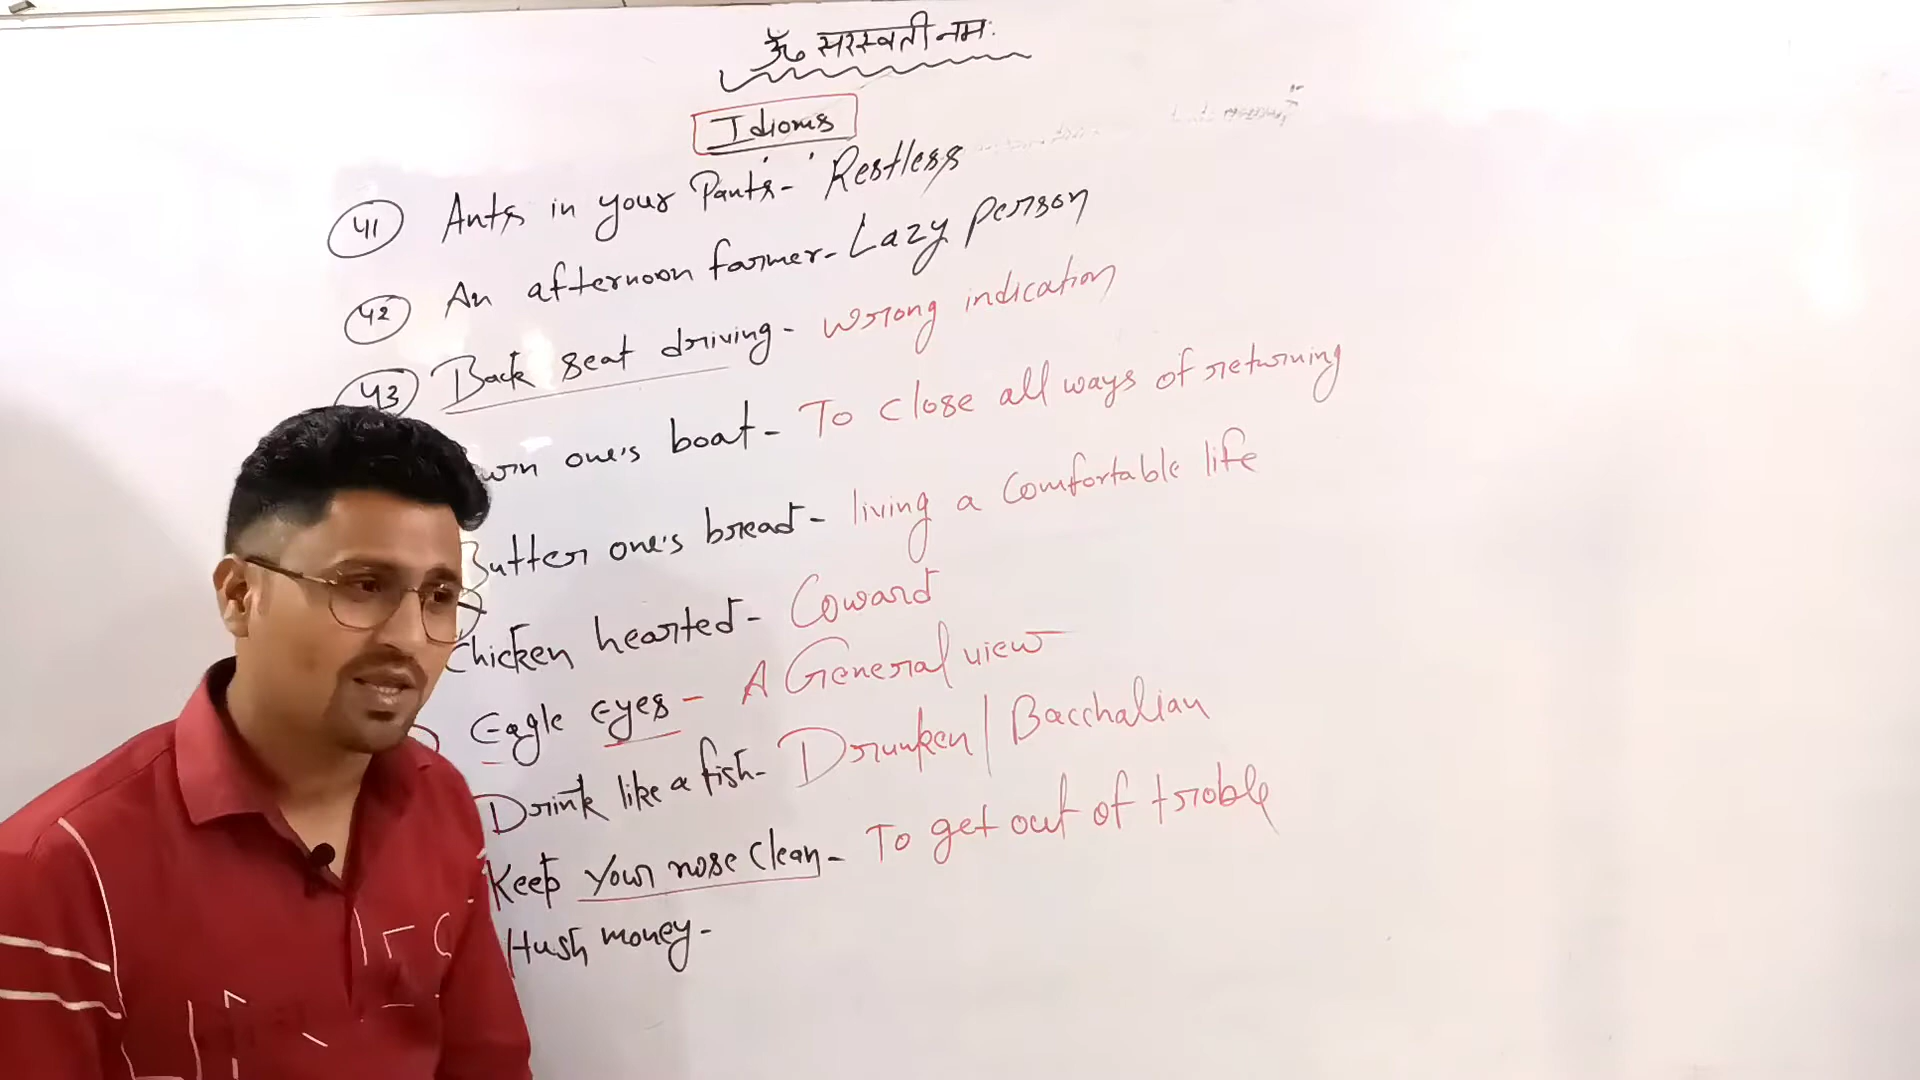 ॐ सरस्वती नमः
Idioms
41 Ants in your Pants - Restless
42 An afternoon farmer - Lazy person
43 Back seat driving - Wrong indication
one's boat - To close all ways of returning
Butter one's bread - living a comfortable life
Chicken hearted - Coward
Eagle Eyes - A General view
Drink like a fish - Drunken / Bacchalian
Keep your nose clean - To get out of troble
Hush money -